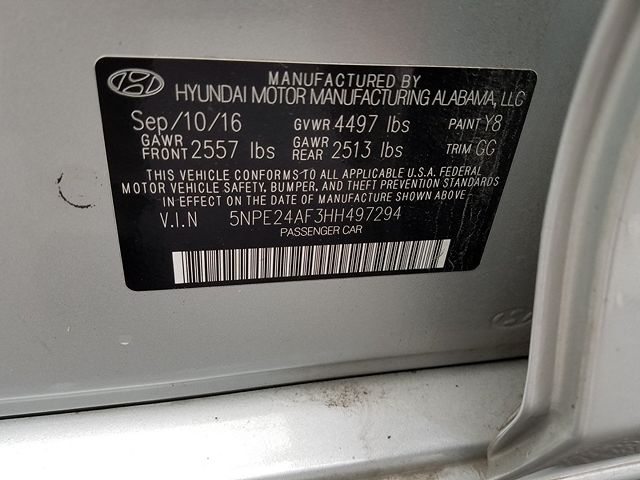 MANUFACTURED BY
HYUNDAI MOTOR MANUFACTURING ALABAMA, LLC
Sep/10/16 GVWR 4497 lbs PAINT Y8
GAWR FRONT 2557 lbs GAWR REAR 2513 lbs TRIM GG
THIS VEHICLE CONFORMS TO ALL APPLICABLE U.S.A. FEDERAL
MOTOR VEHICLE SAFETY, BUMPER, AND THEFT PREVENTION STANDARDS
IN EFFECT ON THE DATE OF MANUFACTURE SHOWN ABOVE
V.I.N 5NPE24AF3HH497294
PASSENGER CAR